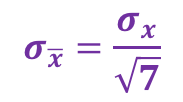 σ_x̄ = σ_x / √7